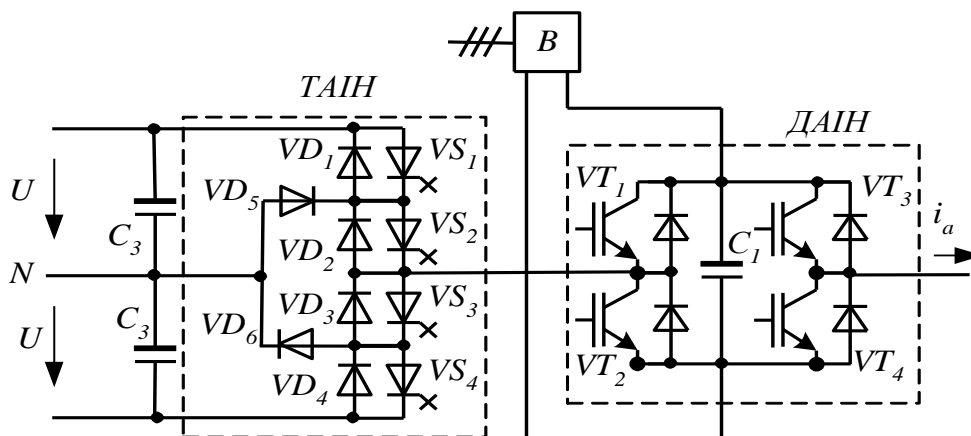 B
ТАІН
ДАІН
VD₁
VS₁
U
VD₅
VT₁
VT₃
C₃
VS₂
VD₂
C₁
i_a
N
C₃
VD₃
VS₃
U
VD₆
VD₄
VS₄
VT₂
VT₄